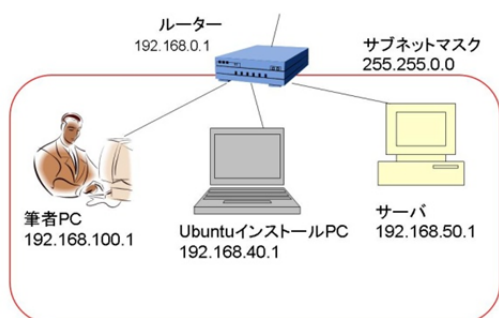 ルーター
192.168.0.1
サブネットマスク
255.255.0.0
筆者PC
192.168.100.1
UbuntuインストールPC
192.168.40.1
サーバ
192.168.50.1